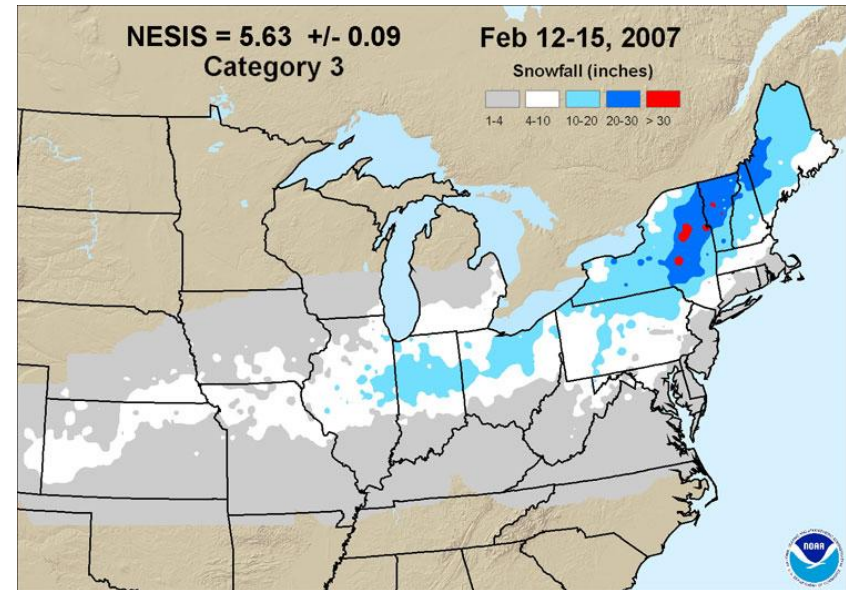 NESIS = 5.63 +/- 0.09
Category 3
Feb 12-15, 2007
Snowfall (inches)
1-4 4-10 10-20 20-30 > 30
NOAA